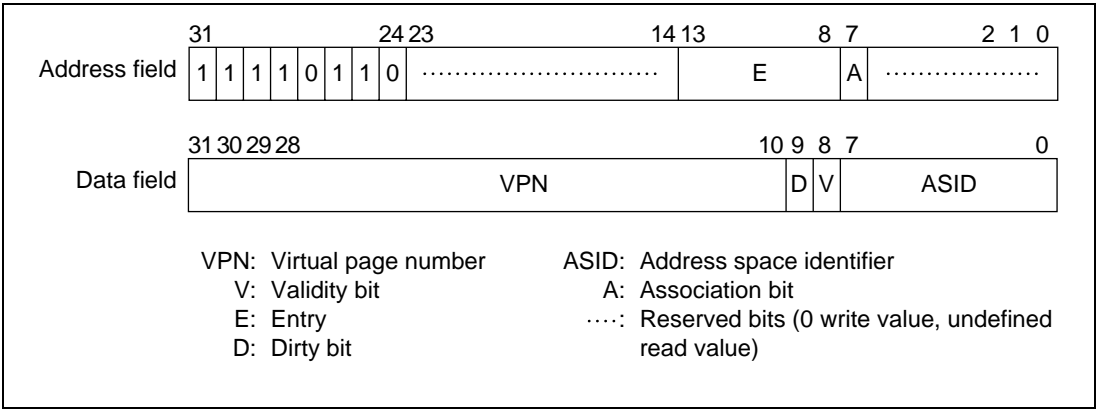 31 24 23 14 13 8 7 2 1 0
Address field 1 1 1 1 0 1 1 0 ............................. E A ...................
31 30 29 28 10 9 8 7 0
Data field VPN D V ASID
VPN: Virtual page number ASID: Address space identifier
V: Validity bit A: Association bit
E: Entry ····: Reserved bits (0 write value, undefined
D: Dirty bit read value)